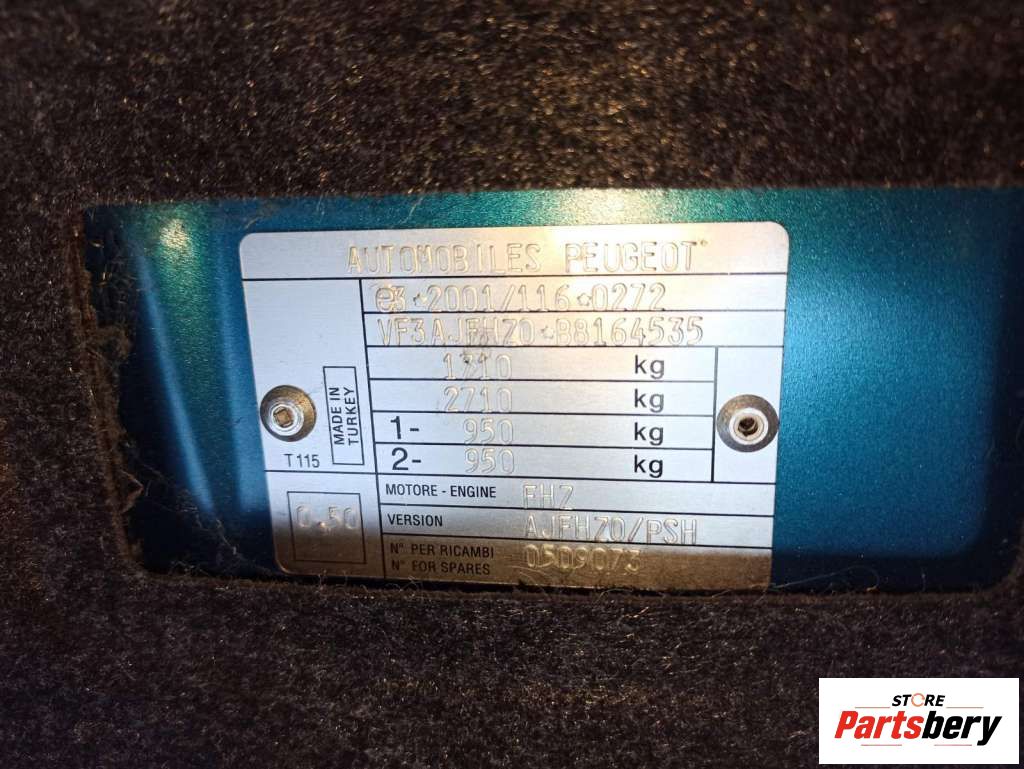 AUTOMOBILES PEUGEOT
e3*2001/116*0272
VF3AJFHZ0*B8164535
1710 kg
2710 kg
1- 950 kg
2- 950 kg
MADE IN TURKEY
T115
0.50
MOTORE - ENGINE FHZ
VERSION AJFHZ0/PSH
N° PER RICAMBI
N° FOR SPARES 0509073
STORE
Partsbery